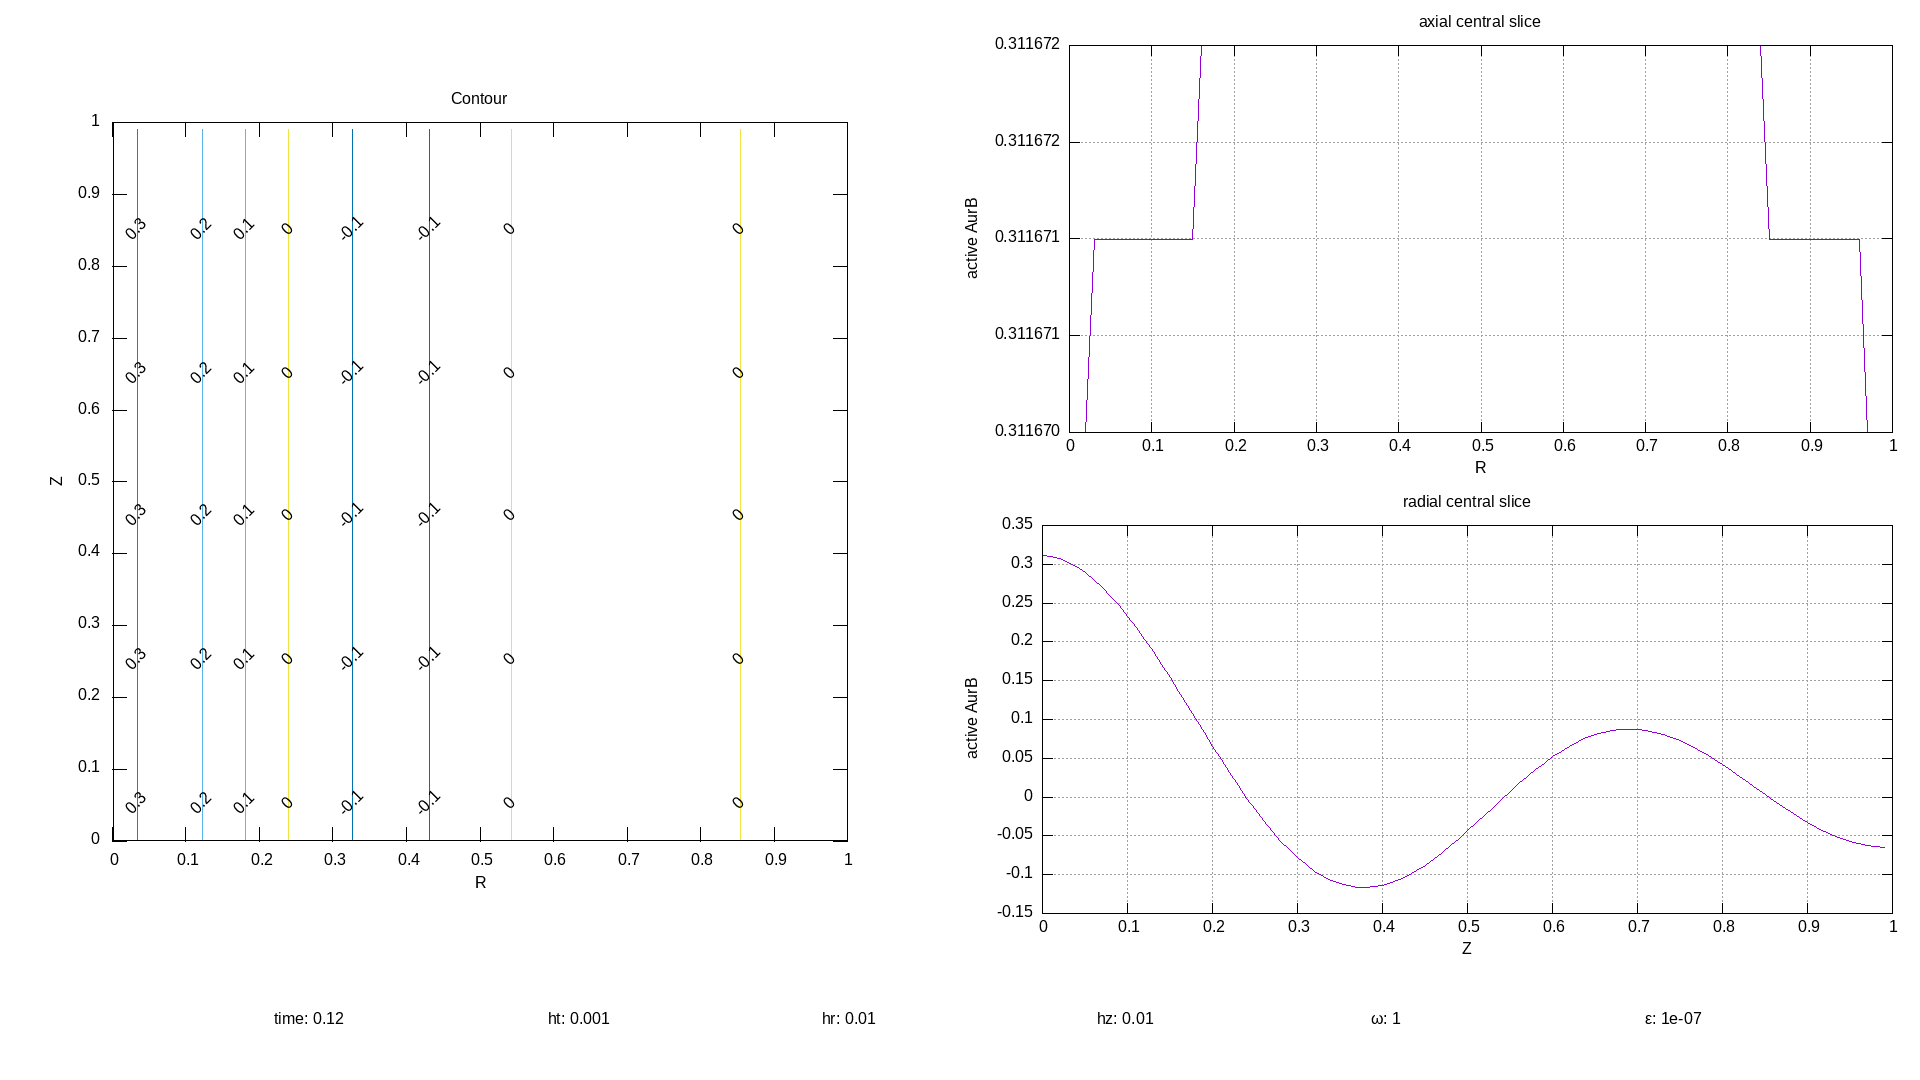 Contour
1
0.9
0.8
0.7
0.6
0.5
0.4
0.3
0.2
0.1
0
Z
0.3 0.2 0.1 0 -0.1 -0.1 0 0
0.3 0.2 0.1 0 -0.1 -0.1 0 0
0.3 0.2 0.1 0 -0.1 -0.1 0 0
0.3 0.2 0.1 0 -0.1 -0.1 0 0
0.3 0.2 0.1 0 -0.1 -0.1 0 0
0 0.1 0.2 0.3 0.4 0.5 0.6 0.7 0.8 0.9 1
R
axial central slice
0.311672
0.311672
0.311671
0.311671
0.311670
active AurB
0 0.1 0.2 0.3 0.4 0.5 0.6 0.7 0.8 0.9 1
R
radial central slice
0.35
0.3
0.25
0.2
0.15
0.1
0.05
0
-0.05
-0.1
-0.15
active AurB
0 0.1 0.2 0.3 0.4 0.5 0.6 0.7 0.8 0.9 1
Z
time: 0.12 ht: 0.001 hr: 0.01 hz: 0.01 ω: 1 ε: 1e-07